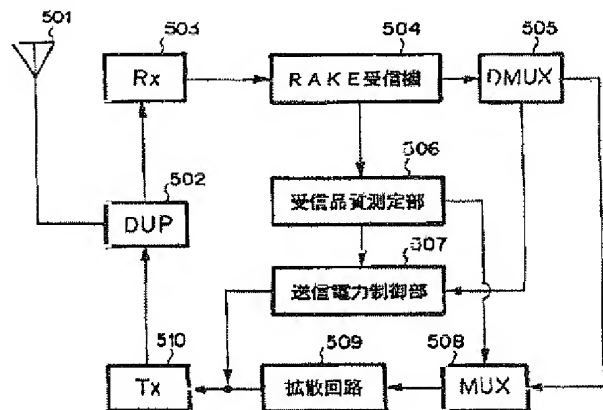 501
503
504
505
Rx
RAKE受信機
DMUX
506
受信品質測定部
502
DUP
507
送信電力制御部
510
509
508
Tx
拡散回路
MUX